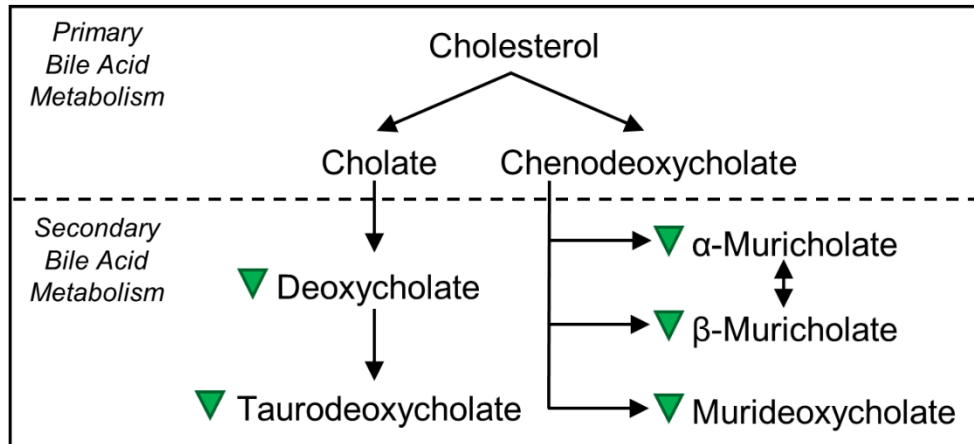 Primary
Bile Acid
Metabolism
Cholesterol
Cholate
Chenodeoxycholate
Secondary
Bile Acid
Metabolism
α-Muricholate
Deoxycholate
β-Muricholate
Taurodeoxycholate
Murideoxycholate